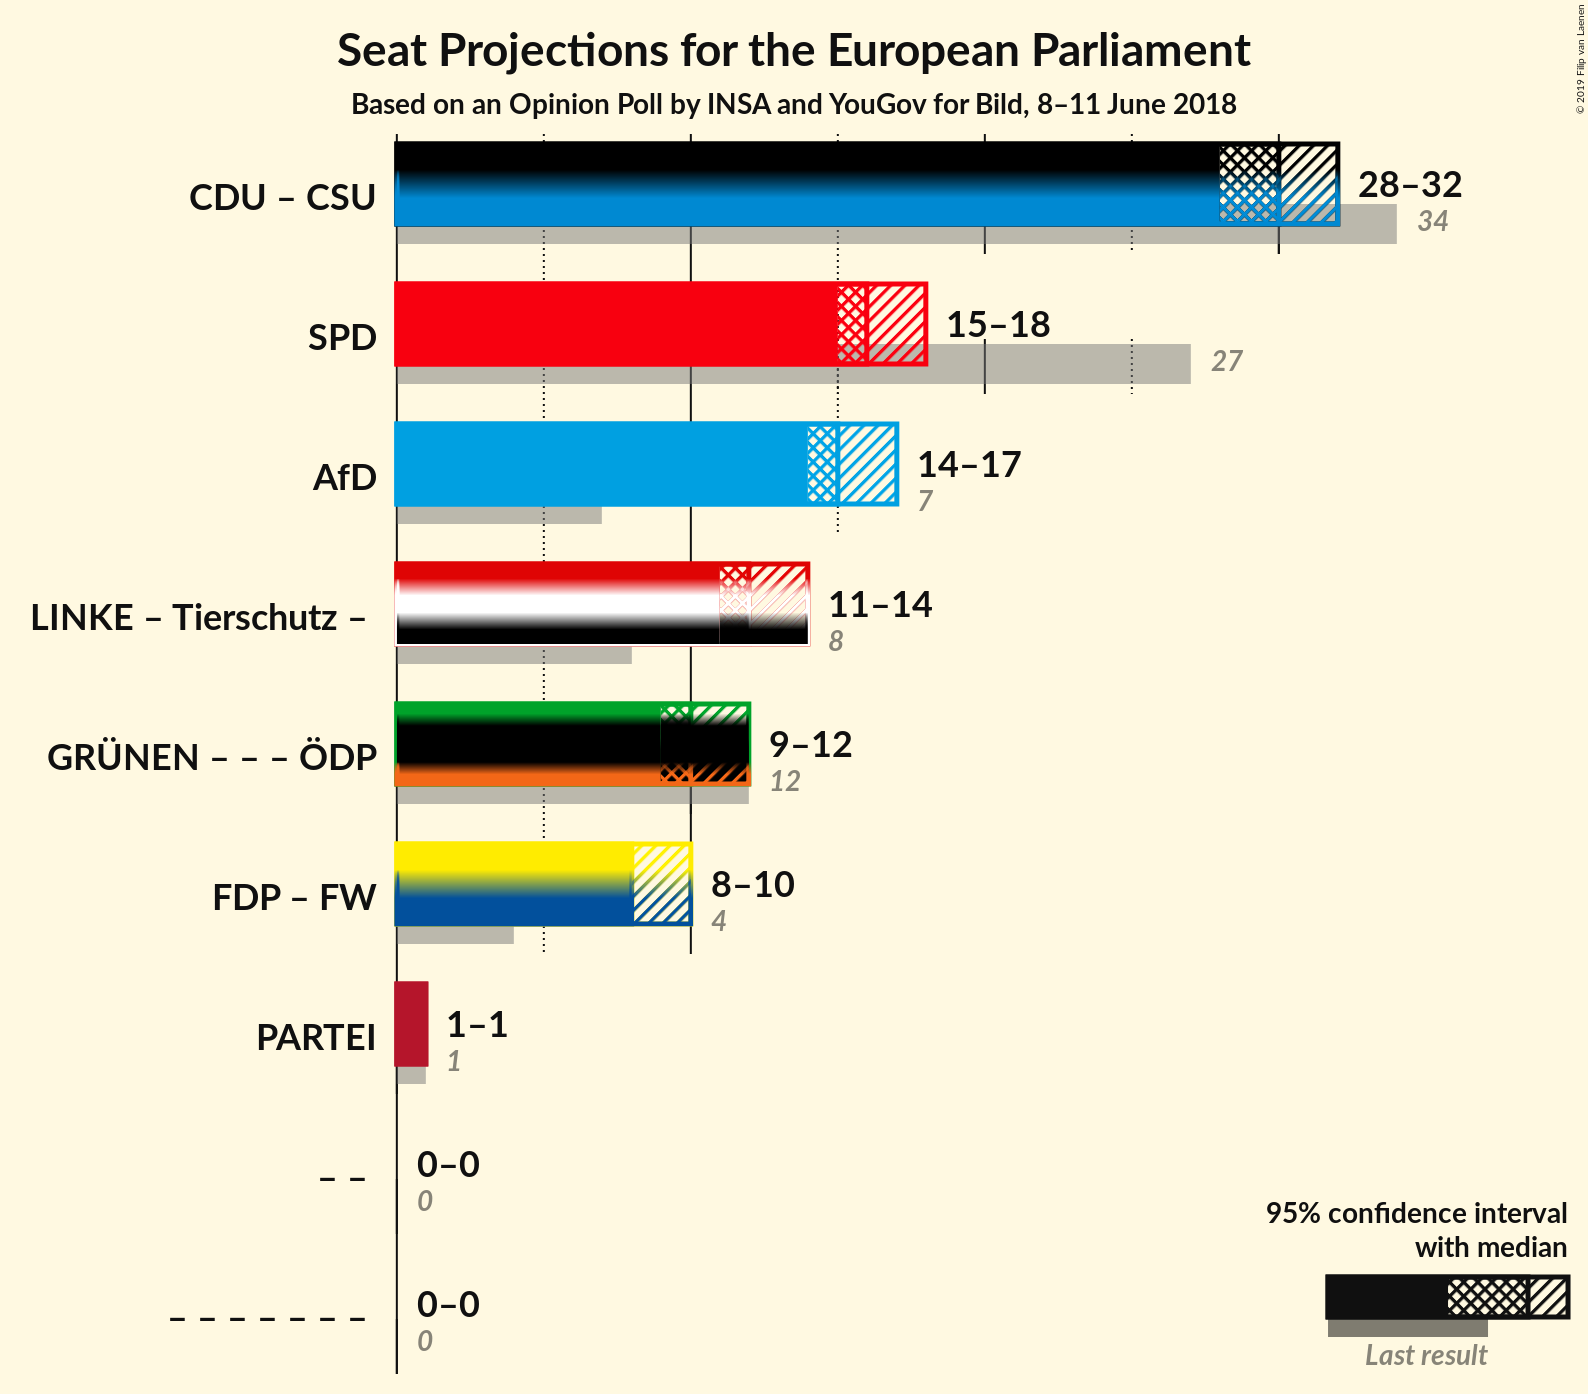 Seat Projections for the European Parliament
Based on an Opinion Poll by INSA and YouGov for Bild, 8–11 June 2018
© 2019 Filip van Laenen
CDU – CSU
28–32
34
SPD
15–18
27
AfD
14–17
7
LINKE – Tierschutz –
11–14
8
GRÜNEN – – – ÖDP
9–12
12
FDP – FW
8–10
4
PARTEI
1–1
1
– –
0–0
0
– – – – – – –
0–0
0
95% confidence interval
with median
Last result